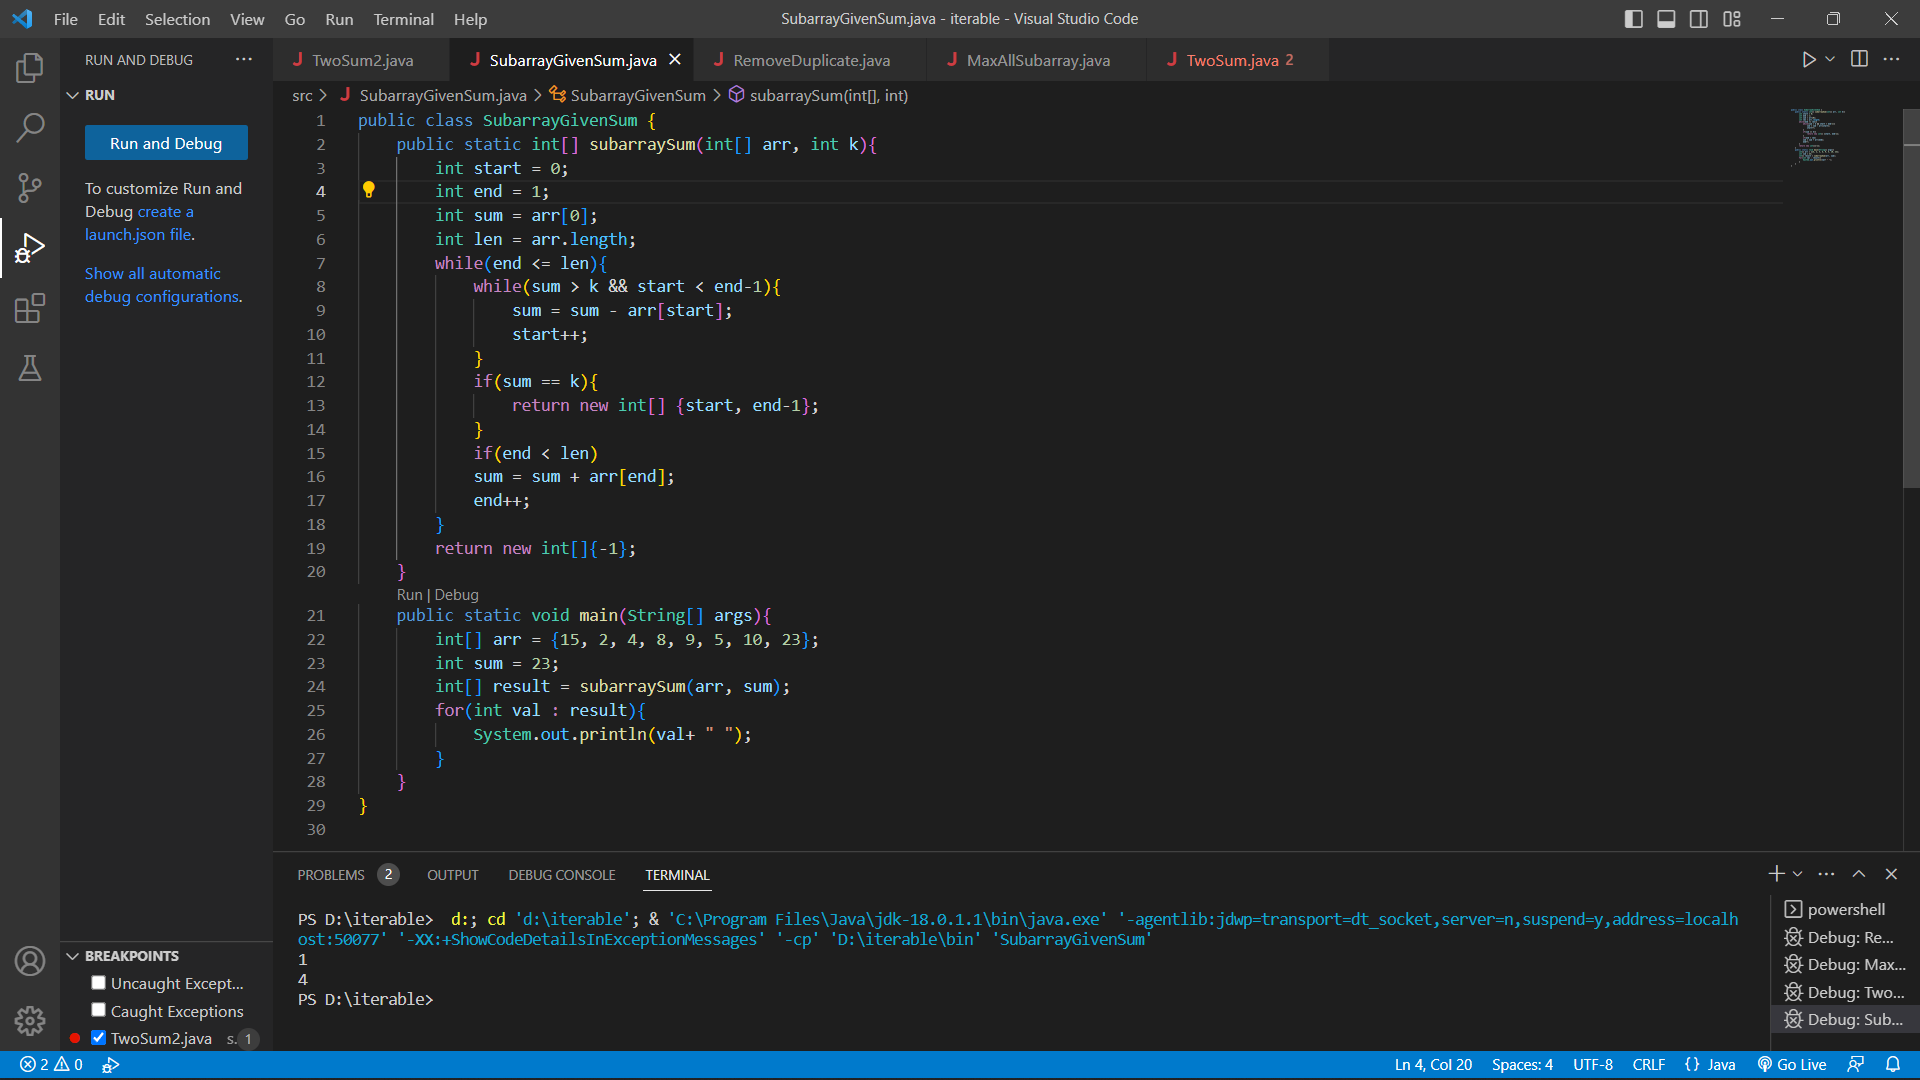 File Edit Selection View Go Run Terminal Help
SubarrayGivenSum.java - iterable - Visual Studio Code
RUN AND DEBUG
TwoSum2.java
SubarrayGivenSum.java
RemoveDuplicate.java
MaxAllSubarray.java
TwoSum.java 2
RUN
Run and Debug
To customize Run and
Debug create a
launch.json file.
Show all automatic
debug configurations.
src > SubarrayGivenSum.java > SubarrayGivenSum > subarraySum(int[], int)
1 public class SubarrayGivenSum {
2     public static int[] subarraySum(int[] arr, int k){
3         int start = 0;
4         int end = 1;
5         int sum = arr[0];
6         int len = arr.length;
7         while(end <= len){
8             while(sum > k && start < end-1){
9                 sum = sum - arr[start];
10                 start++;
11             }
12             if(sum == k){
13                 return new int[] {start, end-1};
14             }
15             if(end < len)
16             sum = sum + arr[end];
17             end++;
18         }
19         return new int[]{-1};
20     }
Run | Debug
21     public static void main(String[] args){
22         int[] arr = {15, 2, 4, 8, 9, 5, 10, 23};
23         int sum = 23;
24         int[] result = subarraySum(arr, sum);
25         for(int val : result){
26             System.out.println(val+ " ");
27         }
28     }
29 }
30
PROBLEMS 2 OUTPUT DEBUG CONSOLE TERMINAL
PS D:\iterable>  d:; cd 'd:\iterable'; & 'C:\Program Files\Java\jdk-18.0.1.1\bin\java.exe' '-agentlib:jdwp=transport=dt_socket,server=n,suspend=y,address=localh
ost:50077' '-XX:+ShowCodeDetailsInExceptionMessages' '-cp' 'D:\iterable\bin' 'SubarrayGivenSum'
1
4
PS D:\iterable>
powershell
Debug: Re...
Debug: Max...
Debug: Two...
Debug: Sub...
BREAKPOINTS
Uncaught Except...
Caught Exceptions
TwoSum2.java s. 1
2 0
Ln 4, Col 20 Spaces: 4 UTF-8 CRLF {} Java Go Live